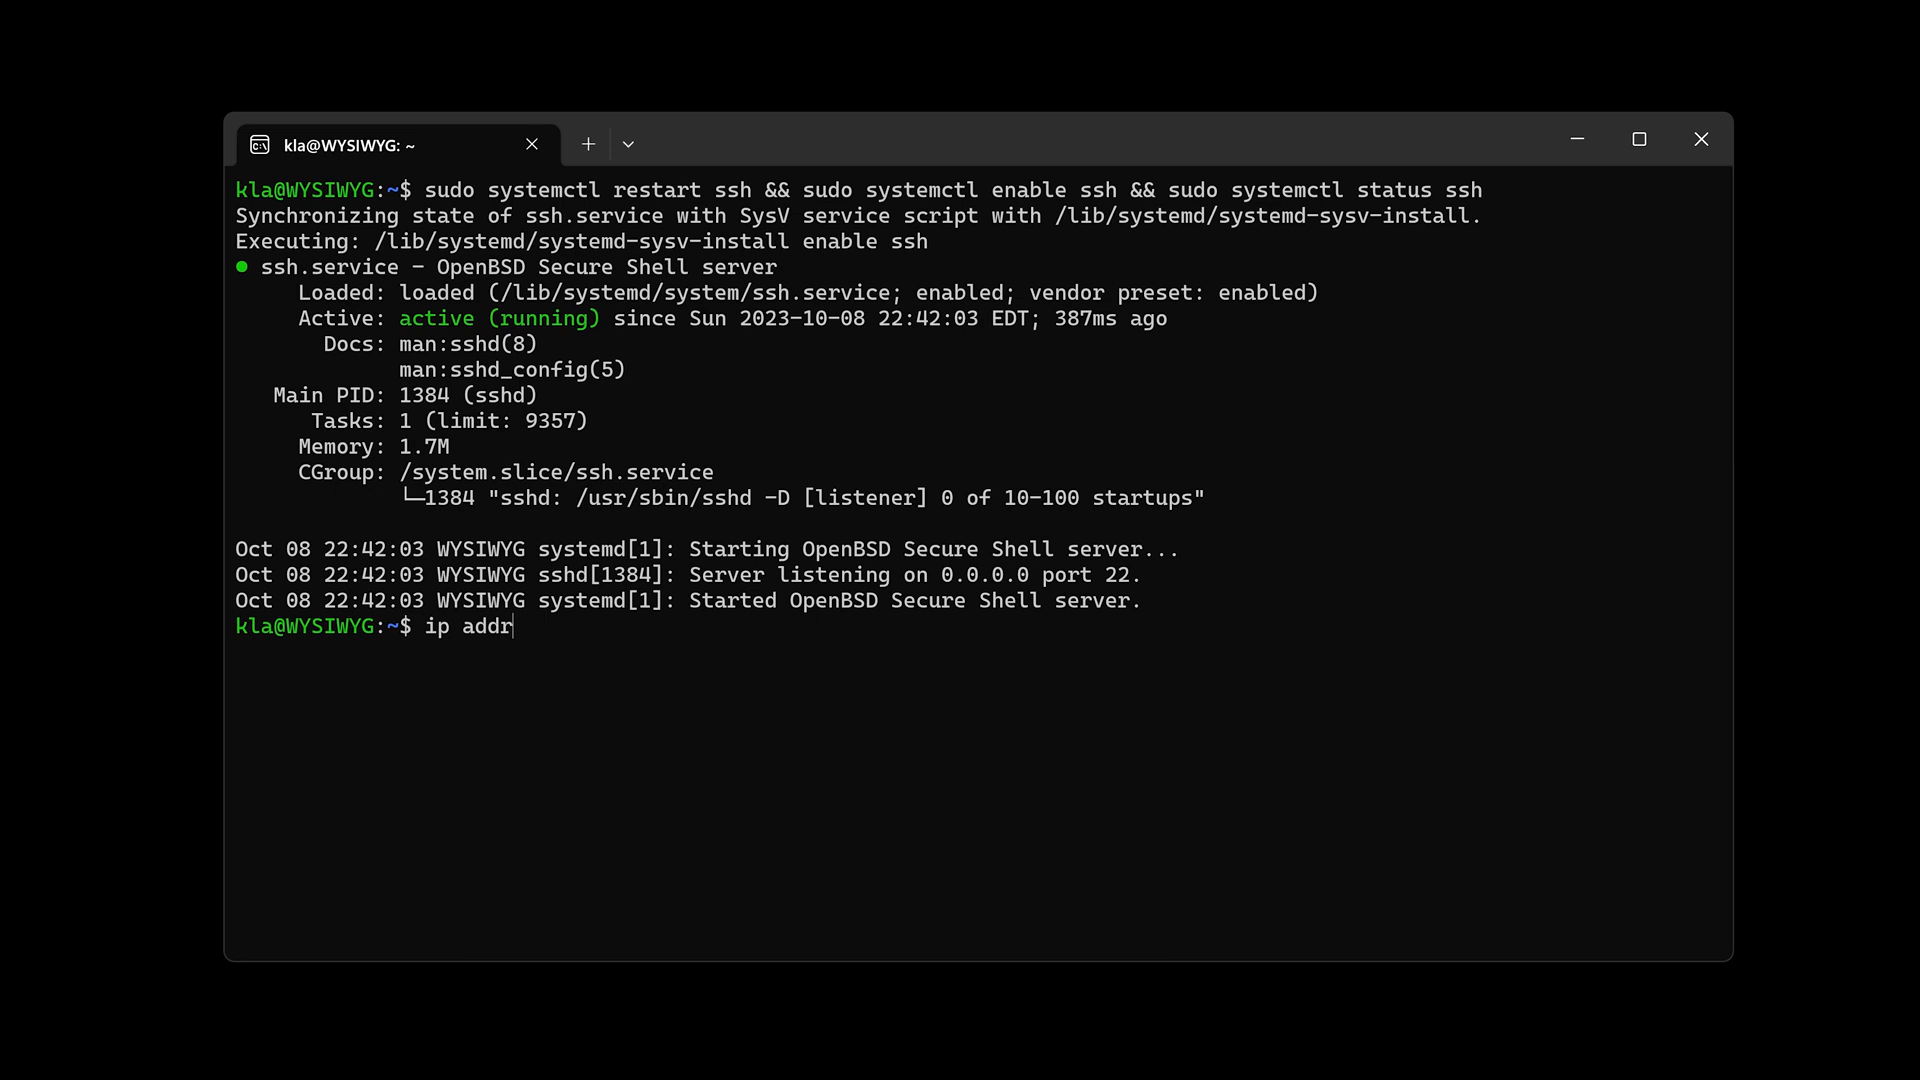 kla@WYSIWYG: ~
kla@WYSIWYG:~$ sudo systemctl restart ssh && sudo systemctl enable ssh && sudo systemctl status ssh
Synchronizing state of ssh.service with SysV service script with /lib/systemd/systemd-sysv-install.
Executing: /lib/systemd/systemd-sysv-install enable ssh
● ssh.service - OpenBSD Secure Shell server
     Loaded: loaded (/lib/systemd/system/ssh.service; enabled; vendor preset: enabled)
     Active: active (running) since Sun 2023-10-08 22:42:03 EDT; 387ms ago
       Docs: man:sshd(8)
             man:sshd_config(5)
   Main PID: 1384 (sshd)
      Tasks: 1 (limit: 9357)
     Memory: 1.7M
     CGroup: /system.slice/ssh.service
             └─1384 "sshd: /usr/sbin/sshd -D [listener] 0 of 10-100 startups"
Oct 08 22:42:03 WYSIWYG systemd[1]: Starting OpenBSD Secure Shell server...
Oct 08 22:42:03 WYSIWYG sshd[1384]: Server listening on 0.0.0.0 port 22.
Oct 08 22:42:03 WYSIWYG systemd[1]: Started OpenBSD Secure Shell server.
kla@WYSIWYG:~$ ip addr